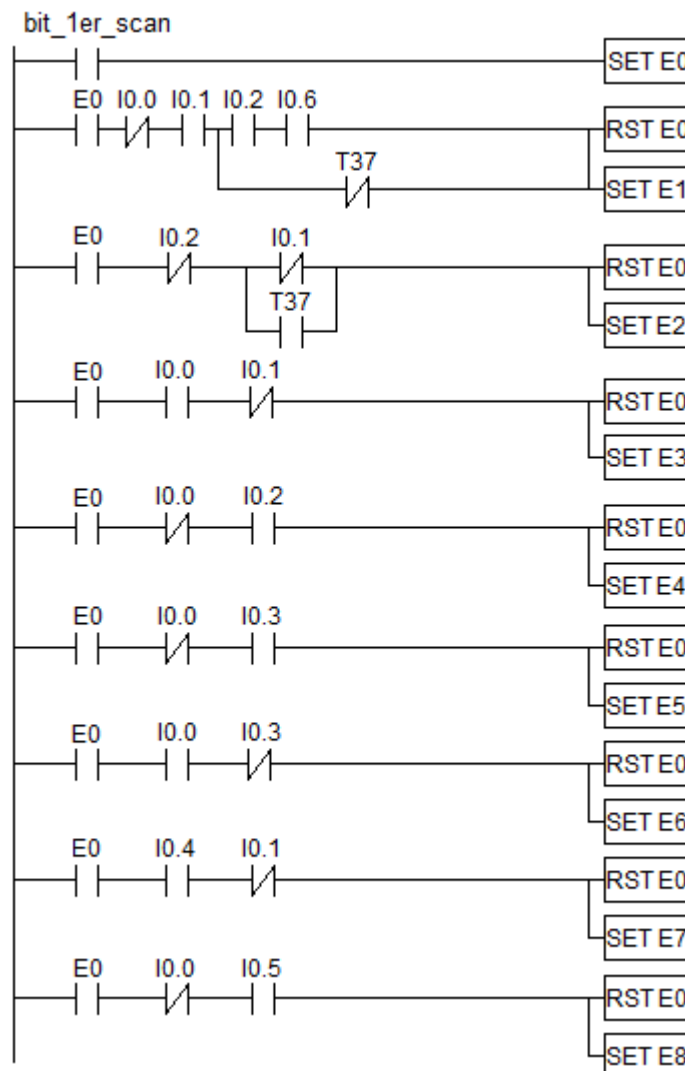 bit_1er_scan
SET E0
E0 I0.0 I0.1 I0.2 I0.6
RST E0
T37
SET E1
E0 I0.2 I0.1
RST E0
T37
SET E2
E0 I0.0 I0.1
RST E0
SET E3
E0 I0.0 I0.2
RST E0
SET E4
E0 I0.0 I0.3
RST E0
SET E5
E0 I0.0 I0.3
RST E0
SET E6
E0 I0.4 I0.1
RST E0
SET E7
E0 I0.0 I0.5
RST E0
SET E8